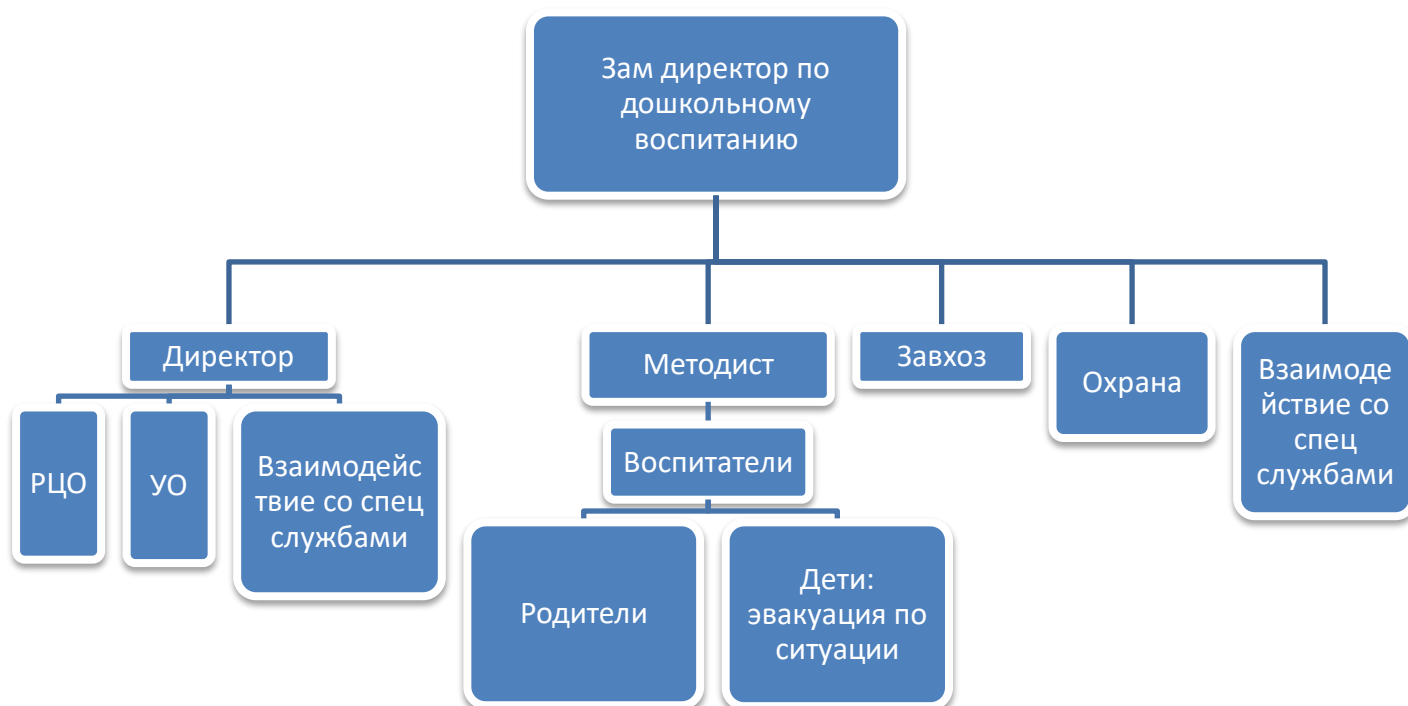 Зам директор по
дошкольному
воспитанию
Директор
Методист
Завхоз
Охрана
Взаимоде
йствие со
спец
службами
РЦО
УО
Взаимодейс
твие со спец
службами
Воспитатели
Родители
Дети:
эвакуация по
ситуации